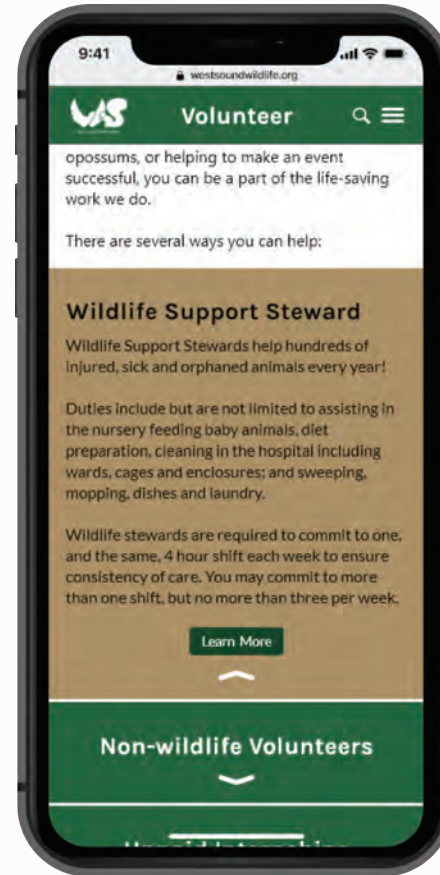 9:41
westsoundwildlife.org
Volunteer
opossums, or helping to make an event
successful, you can be a part of the life-saving
work we do.
There are several ways you can help:
Wildlife Support Steward
Wildlife Support Stewards help hundreds of
injured, sick and orphaned animals every year!
Duties include but are not limited to assisting in
the nursery feeding baby animals, diet
preparation, cleaning in the hospital including
wards, cages and enclosures; and sweeping,
mopping, dishes and laundry.
Wildlife stewards are required to commit to one,
and the same, 4 hour shift each week to ensure
consistency of care. You may commit to more
than one shift, but no more than three per week.
Learn More
Non-wildlife Volunteers